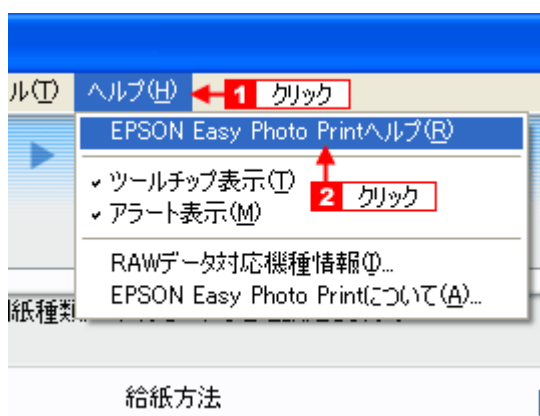 ル(T) ヘルプ(H) 1 クリック
EPSON Easy Photo Printヘルプ(R)
ツールチップ表示(T)
2 クリック
アラート表示(M)
RAWデータ対応機種情報(I)...
EPSON Easy Photo Printについて(A)...
紙種類
給紙方法